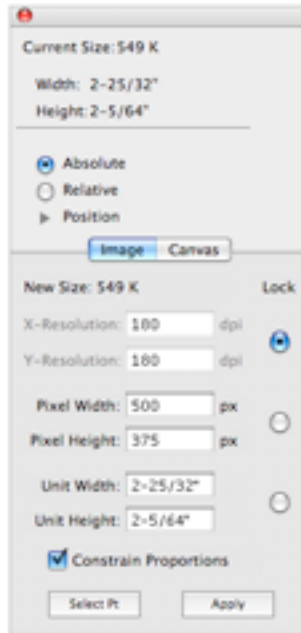 Current Size: 549 K
Width: 2-25/32"
Height: 2-5/64"
Absolute
Relative
Position
Image Canvas
New Size: 549 K Lock
X-Resolution: 180 dpi
Y-Resolution: 180 dpi
Pixel Width: 500 px
Pixel Height: 375 px
Unit Width: 2-25/32"
Unit Height: 2-5/64"
Constrain Proportions
Select Pt Apply